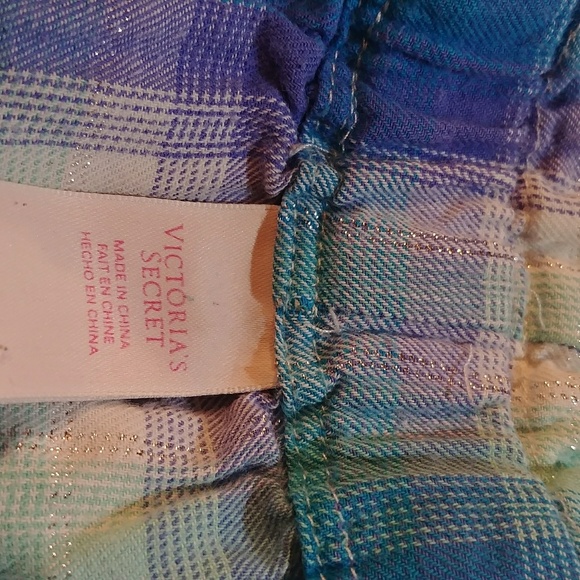 VICTORIA'S
SECRET
MADE IN CHINA
FAIT EN CHINE
HECHO EN CHINA